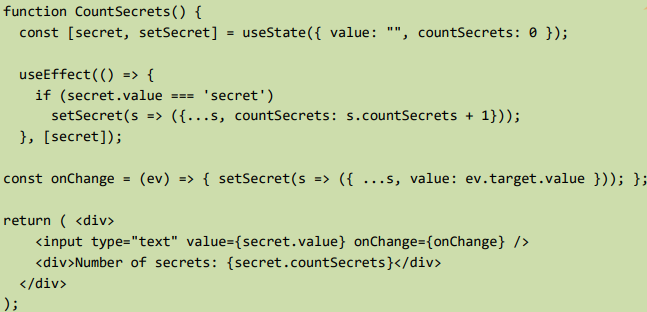 function CountSecrets() {
  const [secret, setSecret] = useState({ value: "", countSecrets: 0 });

  useEffect(() => {
    if (secret.value === 'secret')
      setSecret(s => ({...s, countSecrets: s.countSecrets + 1}));
  }, [secret]);

const onChange = (ev) => { setSecret(s => ({ ...s, value: ev.target.value })); };

return ( <div>
    <input type="text" value={secret.value} onChange={onChange} />
    <div>Number of secrets: {secret.countSecrets}</div>
  </div>
);